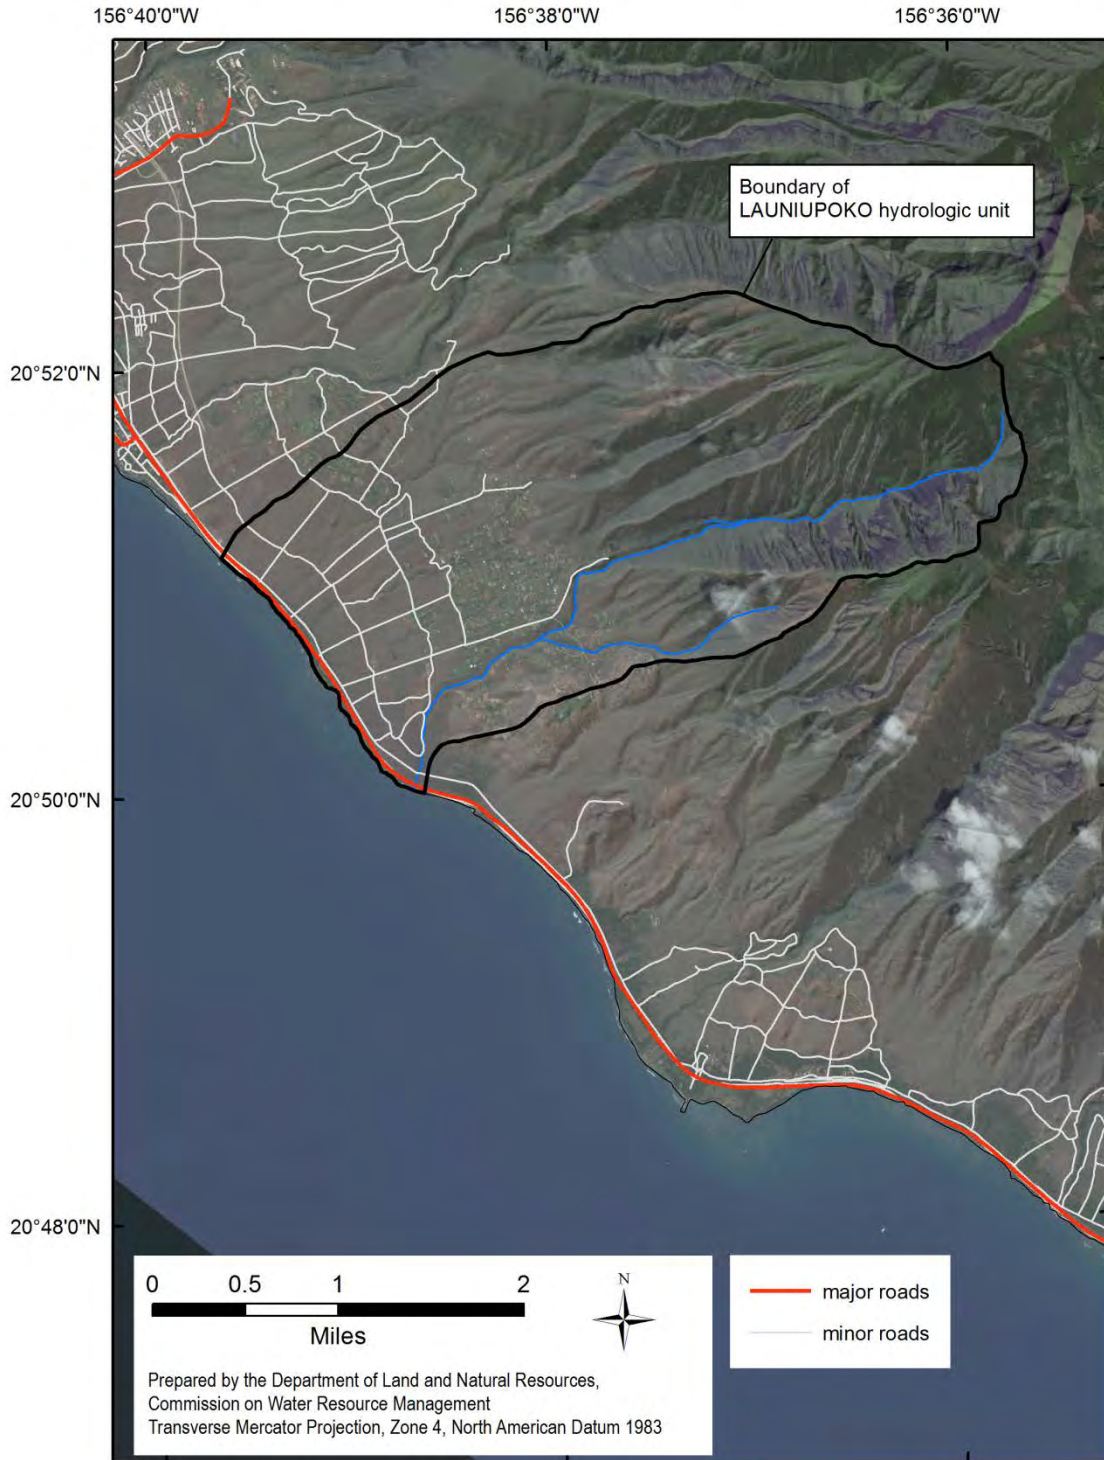 156°40'0"W
156°38'0"W
156°36'0"W
Boundary of
LAUNIUPOKO hydrologic unit
20°52'0"N
20°50'0"N
20°48'0"N
0 0.5 1 2
Miles
N
major roads
minor roads
Prepared by the Department of Land and Natural Resources,
Commission on Water Resource Management
Transverse Mercator Projection, Zone 4, North American Datum 1983